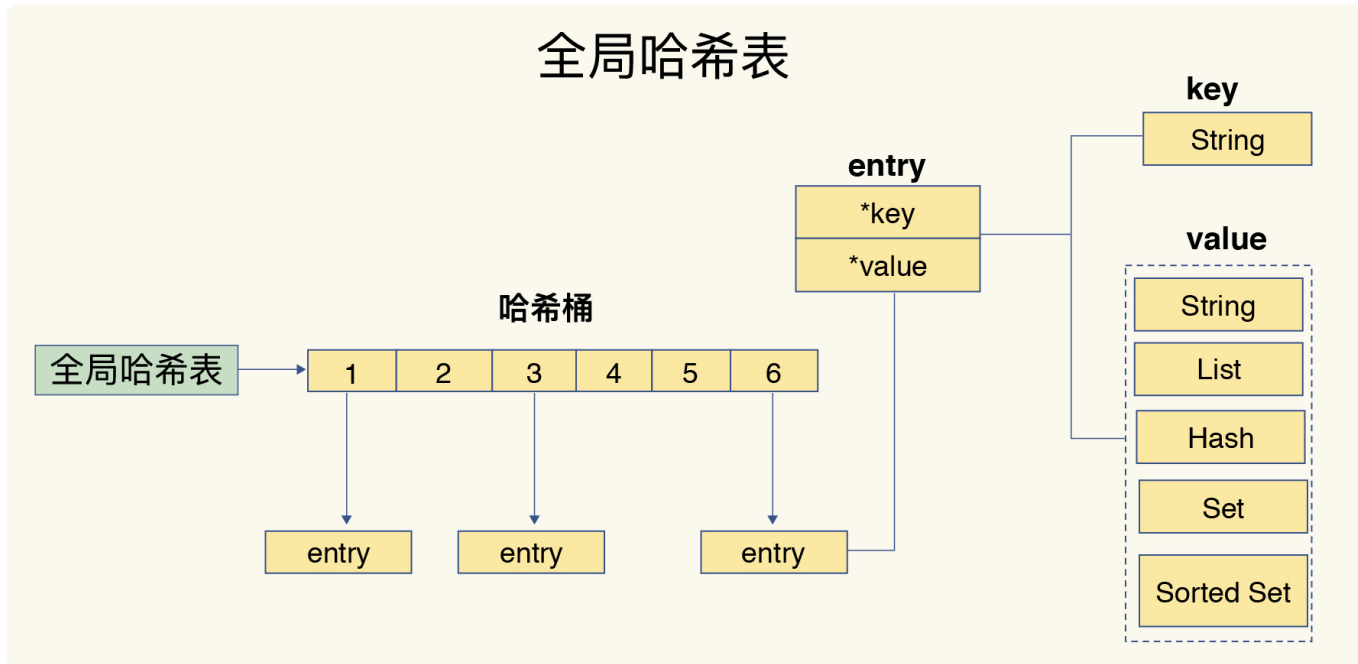 全局哈希表
key
String
entry
*key
*value
value
String
List
Hash
Set
Sorted Set
哈希桶
全局哈希表
1
2
3
4
5
6
entry
entry
entry